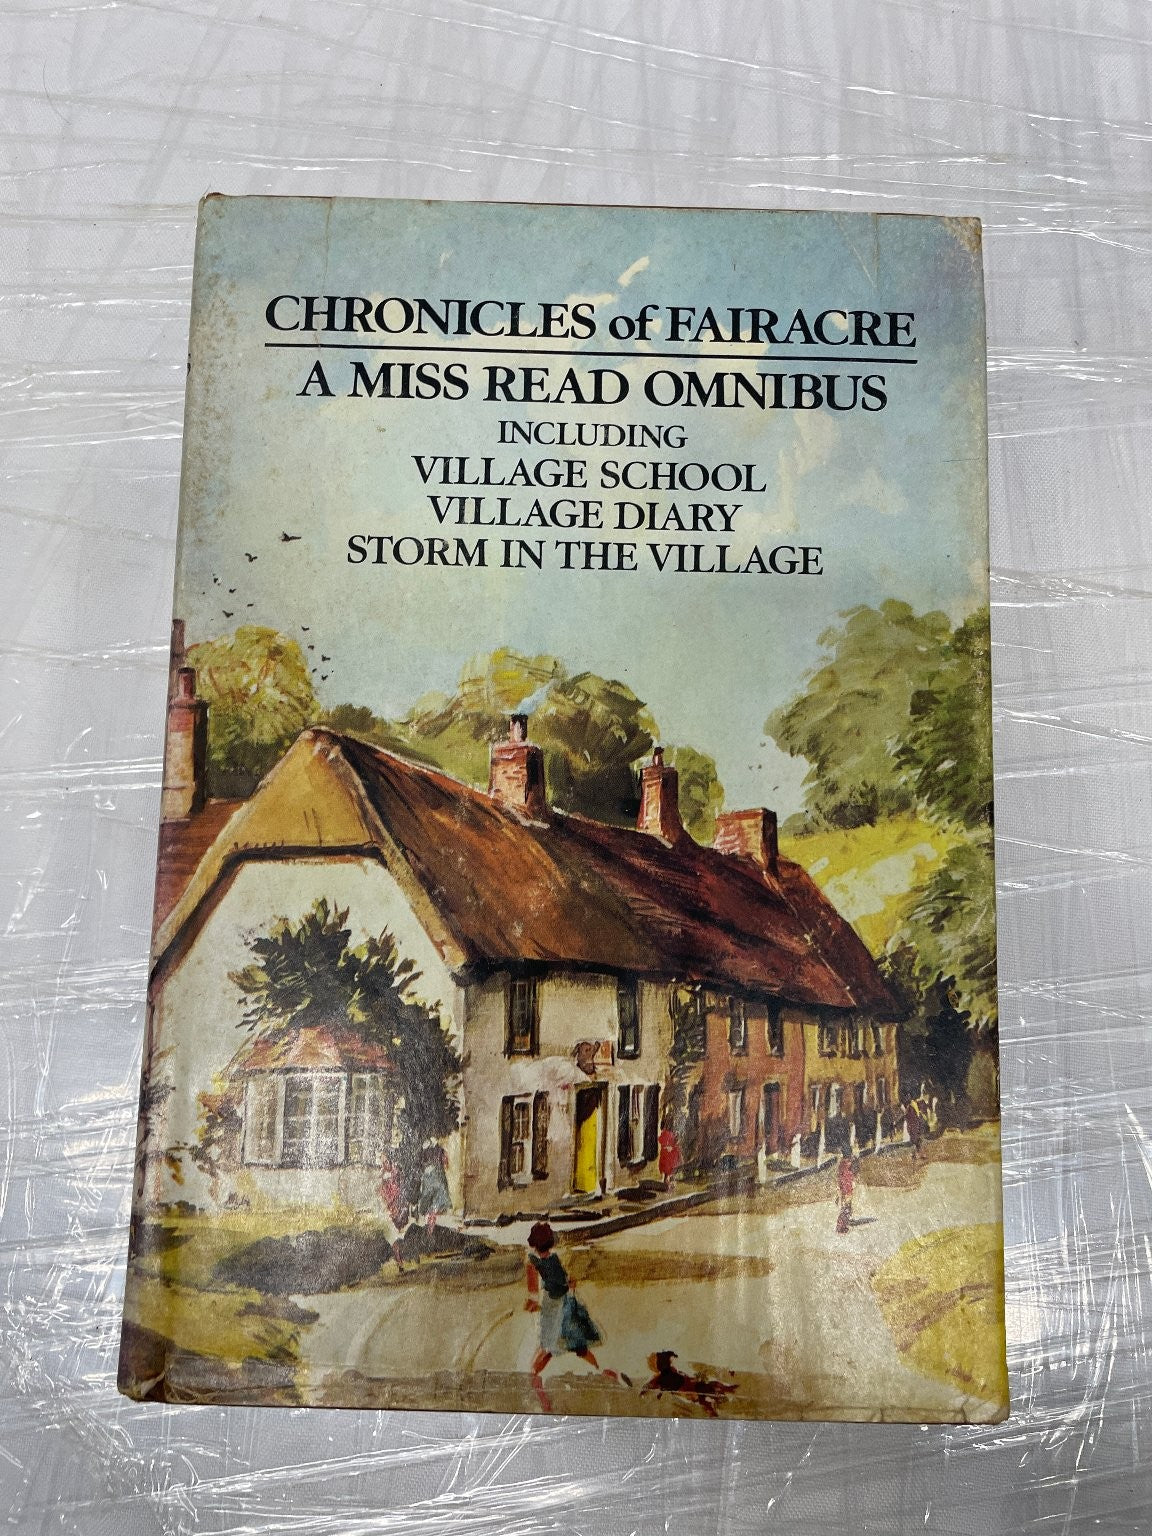 CHRONICLES of FAIRACRE
A MISS READ OMNIBUS
INCLUDING
VILLAGE SCHOOL
VILLAGE DIARY
STORM IN THE VILLAGE